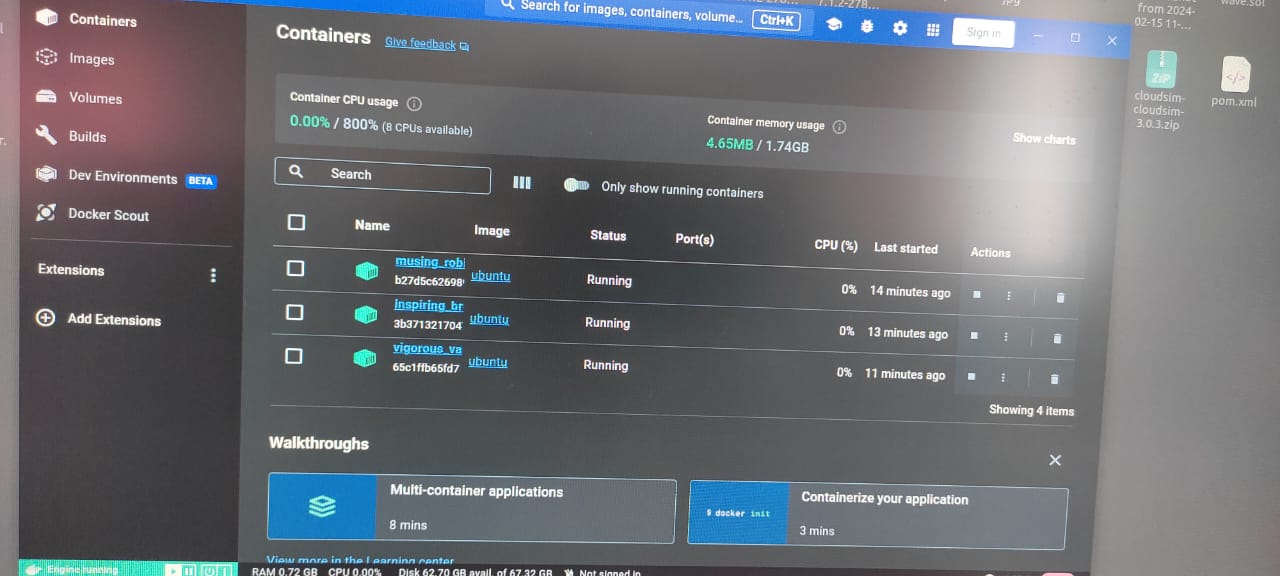 from 2024-
02-15 11-...
Search for images, containers, volume... Ctrl+K
Sign in
Containers
Images
Volumes
Builds
Dev Environments BETA
Docker Scout
Extensions
Add Extensions
Containers Give feedback
Container CPU usage
0.00% / 800% (8 CPUs available)
Container memory usage
4.65MB / 1.74GB
Show charts
Search
Only show running containers
Name Image Status Port(s) CPU (%) Last started Actions
musing_rob ubuntu Running 0% 14 minutes ago
b27d5c62698
inspiring_br ubuntu Running 0% 13 minutes ago
3b371321704
vigorous_va ubuntu Running 0% 11 minutes ago
65c1ffb65fd7
Showing 4 items
Walkthroughs
Multi-container applications
8 mins
$ docker init
Containerize your application
3 mins
View more in the Learning center
Engine running
RAM 0.72 GB CPU 0.00% Disk 62.70 GB avail. of 67.32 GB Not signed in
ZIP
cloudsim-
cloudsim-
3.0.3.zip
</>
pom.xml